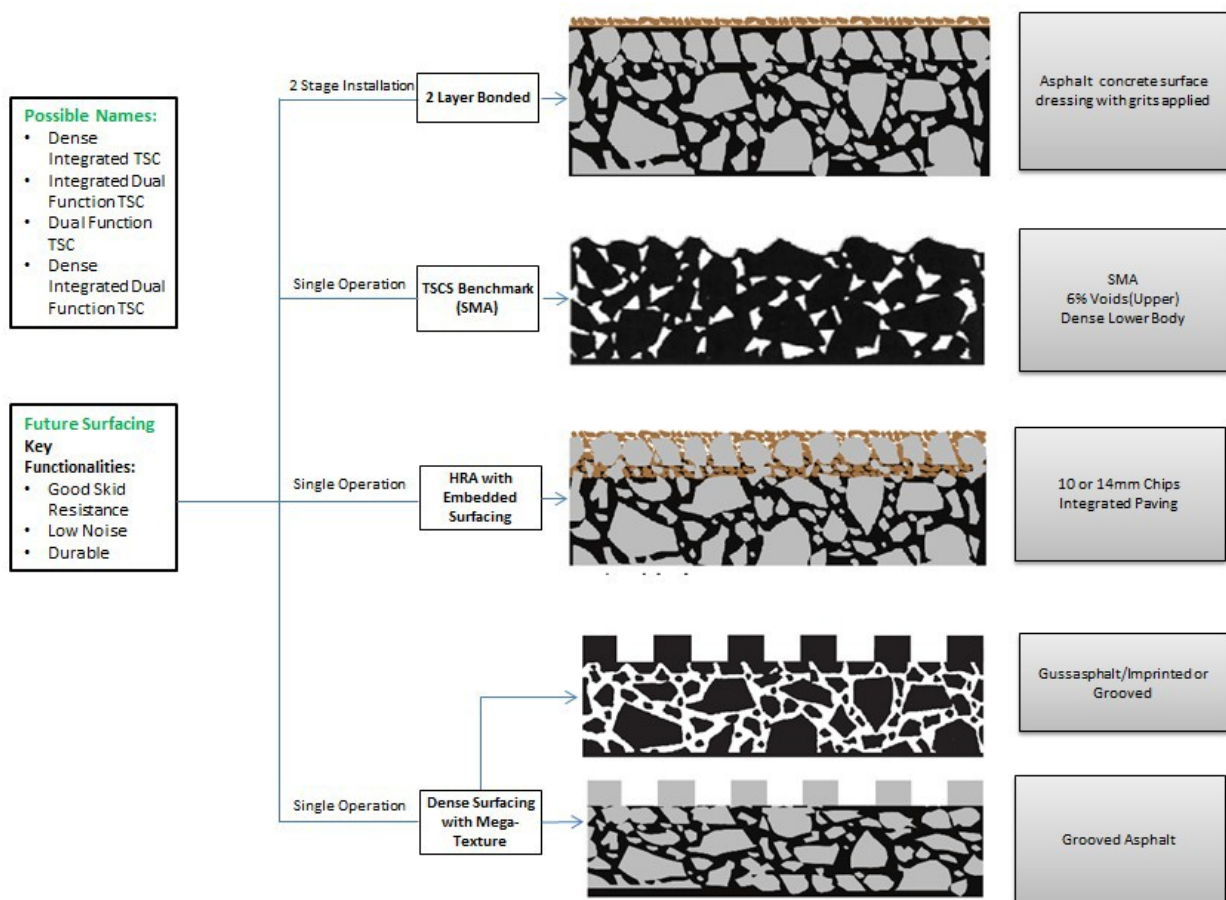 Possible Names:
• Dense
Integrated TSC
• Integrated Dual
Function TSC
• Dual Function
TSC
• Dense
Integrated Dual
Function TSC
Future Surfacing
Key
Functionalities:
• Good Skid
Resistance
• Low Noise
• Durable
2 Stage Installation
2 Layer Bonded
Asphalt concrete surface
dressing with grits applied
Single Operation
TSCS Benchmark
(SMA)
SMA
6% Voids(Upper)
Dense Lower Body
Single Operation
HRA with
Embedded
Surfacing
10 or 14mm Chips
Integrated Paving
Single Operation
Dense Surfacing
with Mega-
Texture
Gussasphalt/Imprinted or
Grooved
Grooved Asphalt